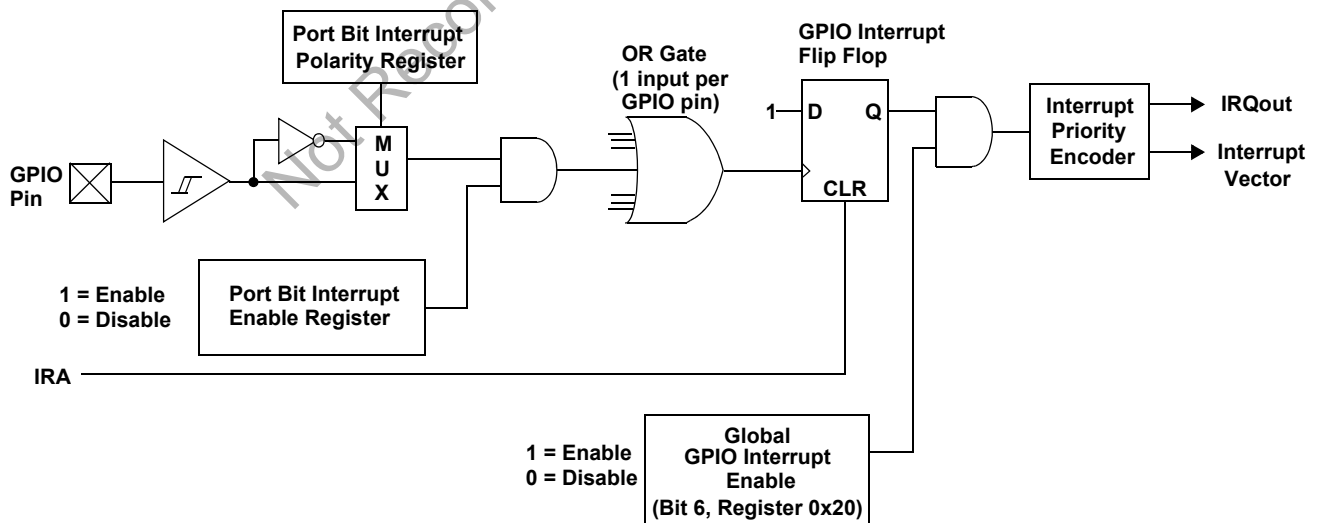 Port Bit Interrupt
Polarity Register
Not
OR Gate
(1 input per
GPIO pin)
GPIO Interrupt
Flip Flop
1
D
Q
CLR
M
U
X
GPIO
Pin
Interrupt
Priority
Encoder
IRQout
Interrupt
Vector
1 = Enable
0 = Disable
Port Bit Interrupt
Enable Register
IRA
1 = Enable
0 = Disable
Global
GPIO Interrupt
Enable
(Bit 6, Register 0x20)